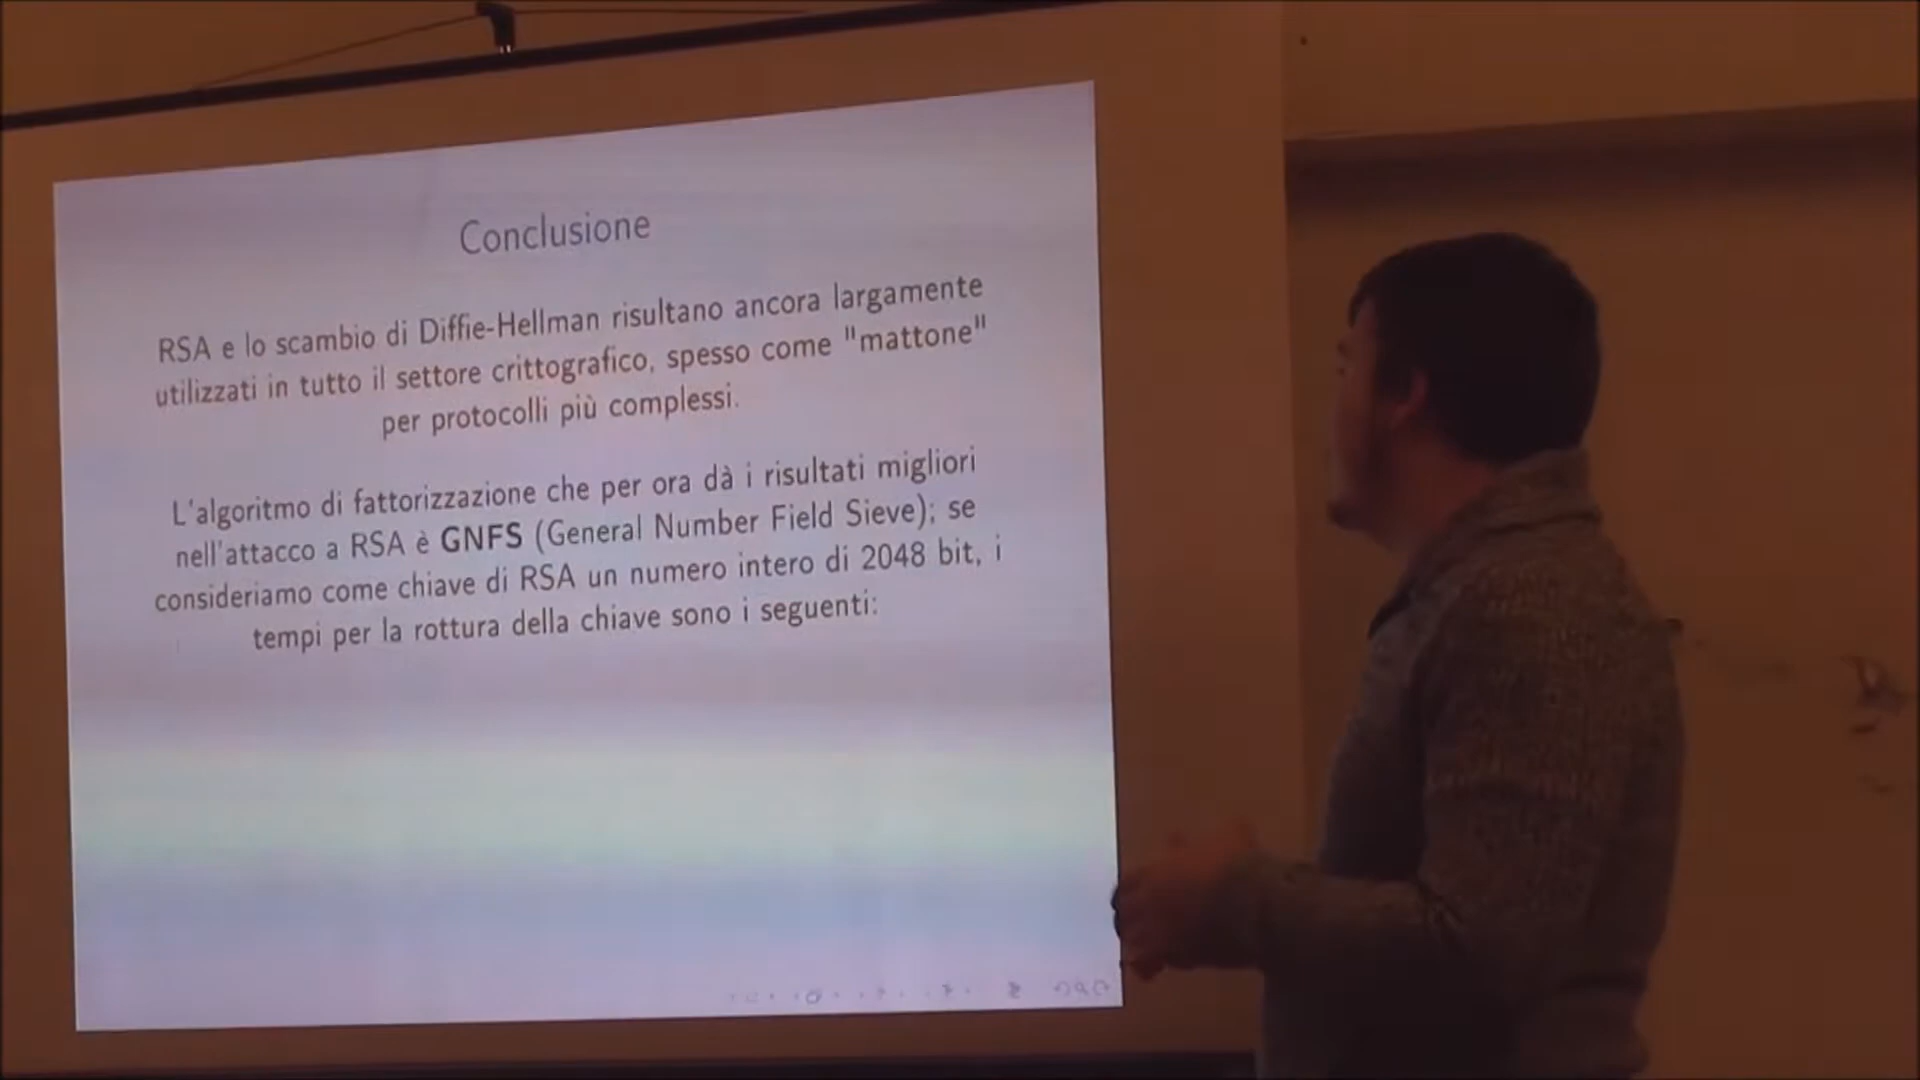 Conclusione
RSA e lo scambio di Diffie-Hellman risultano ancora largamente
utilizzati in tutto il settore crittografico, spesso come "mattone"
per protocolli più complessi.
L'algoritmo di fattorizzazione che per ora dà i risultati migliori
nell'attacco a RSA è GNFS (General Number Field Sieve); se
consideriamo come chiave di RSA un numero intero di 2048 bit, i
tempi per la rottura della chiave sono i seguenti: